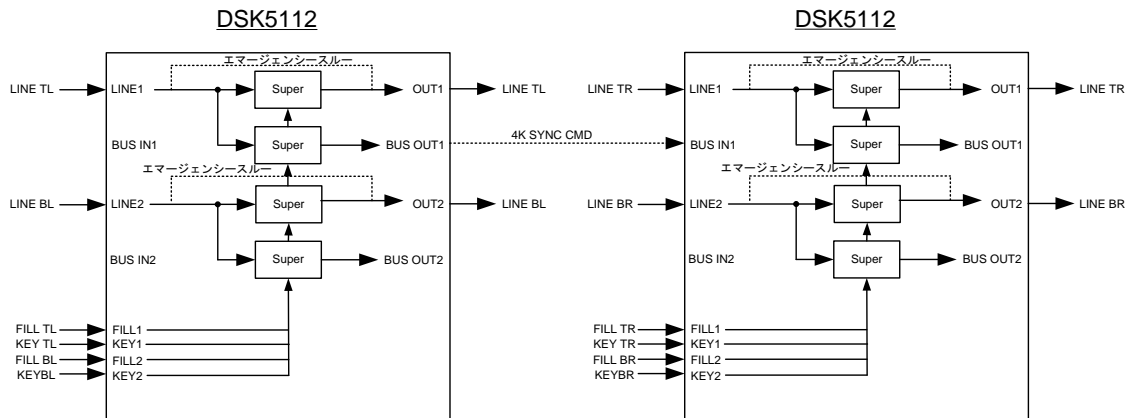 DSK5112
DSK5112
エマージェンシースルー
エマージェンシースルー
LINE TL
LINE1
Super
OUT1
LINE TL
LINE TR
LINE1
Super
OUT1
LINE TR
4K SYNC CMD
BUS IN1
Super
BUS OUT1
BUS IN1
Super
BUS OUT1
エマージェンシースルー
エマージェンシースルー
LINE BL
LINE2
Super
OUT2
LINE BL
LINE BR
LINE2
Super
OUT2
LINE BR
BUS IN2
Super
BUS OUT2
BUS IN2
Super
BUS OUT2
FILL TL
FILL1
FILL TR
FILL1
KEY TL
KEY1
KEY TR
KEY1
FILL BL
FILL2
FILL BR
FILL2
KEYBL
KEY2
KEYBR
KEY2